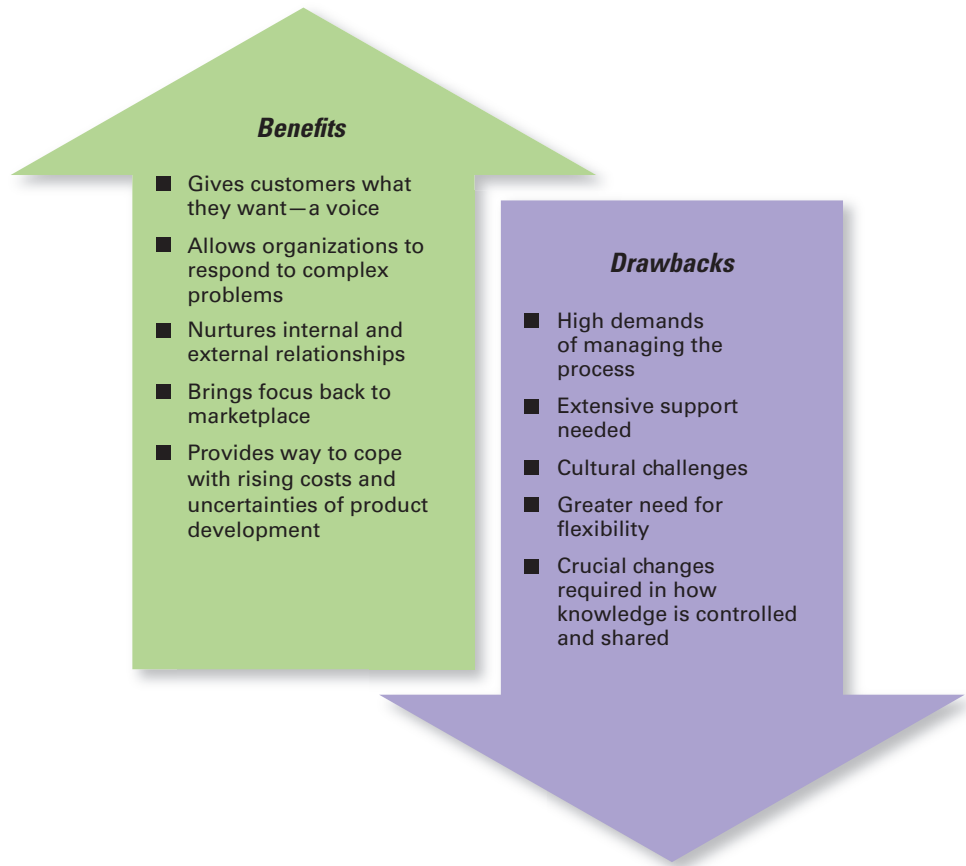 Benefits
■ Gives customers what
they want—a voice
■ Allows organizations to
respond to complex
problems
■ Nurtures internal and
external relationships
■ Brings focus back to
marketplace
■ Provides way to cope
with rising costs and
uncertainties of product
development
Drawbacks
■ High demands
of managing the
process
■ Extensive support
needed
■ Cultural challenges
■ Greater need for
flexibility
■ Crucial changes
required in how
knowledge is controlled
and shared